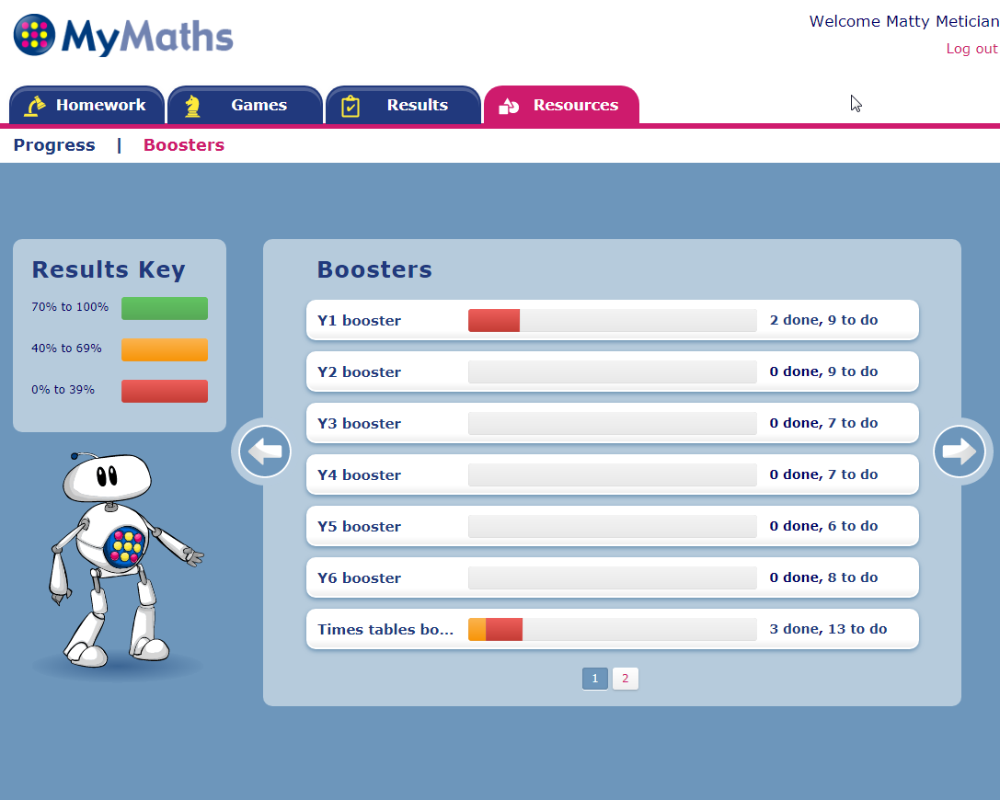 MyMaths
Welcome Matty Metician
Log out
Homework
Games
Results
Resources
Progress | Boosters
Results Key
70% to 100%
40% to 69%
0% to 39%
Boosters
Y1 booster 2 done, 9 to do
Y2 booster 0 done, 9 to do
Y3 booster 0 done, 7 to do
Y4 booster 0 done, 7 to do
Y5 booster 0 done, 6 to do
Y6 booster 0 done, 8 to do
Times tables bo... 3 done, 13 to do
1 2